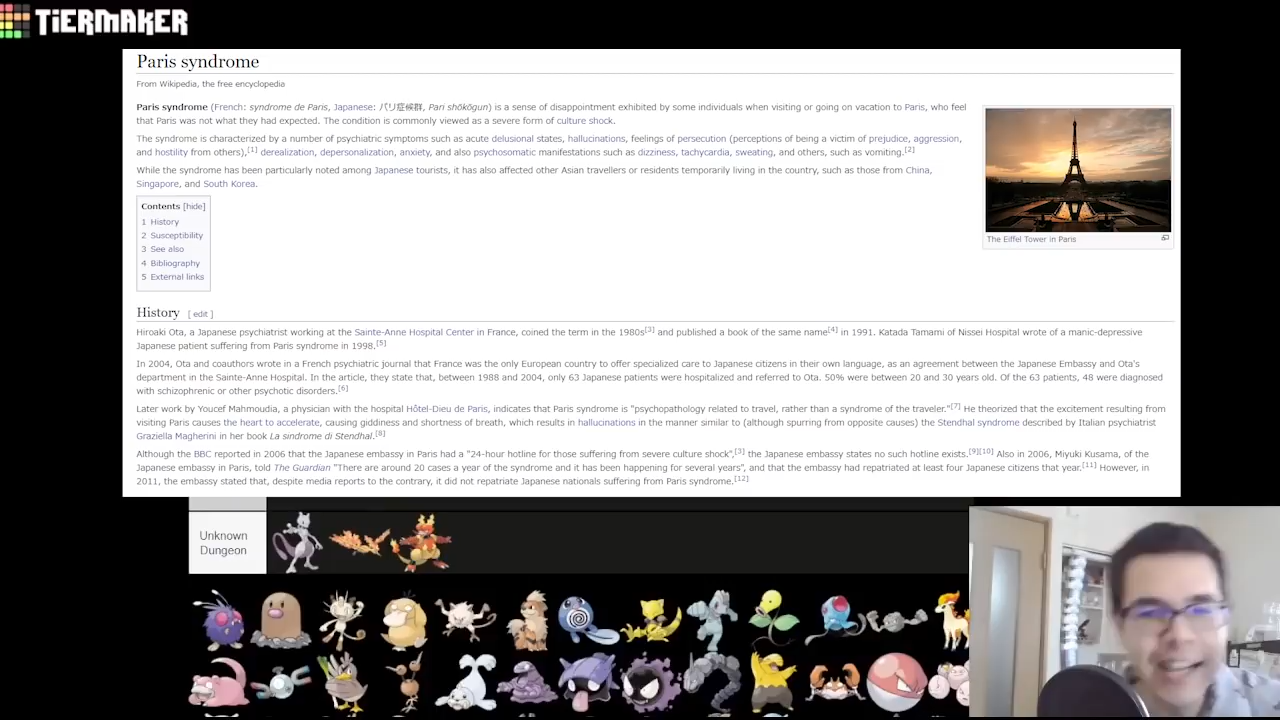 TiERMAKER
Paris syndrome
From Wikipedia, the free encyclopedia
Paris syndrome (French: syndrome de Paris, Japanese: パリ症候群, Pari shōkōgun) is a sense of disappointment exhibited by some individuals when visiting or going on vacation to Paris, who feel
that Paris was not what they had expected. The condition is commonly viewed as a severe form of culture shock.
The syndrome is characterized by a number of psychiatric symptoms such as acute delusional states, hallucinations, feelings of persecution (perceptions of being a victim of prejudice, aggression,
and hostility from others),[1] derealization, depersonalization, anxiety, and also psychosomatic manifestations such as dizziness, tachycardia, sweating, and others, such as vomiting.[2]
While the syndrome has been particularly noted among Japanese tourists, it has also affected other Asian travellers or residents temporarily living in the country, such as those from China,
Singapore, and South Korea.
The Eiffel Tower in Paris
Contents [hide]
1 History
2 Susceptibility
3 See also
4 Bibliography
5 External links
History [ edit ]
Hiroaki Ota, a Japanese psychiatrist working at the Sainte-Anne Hospital Center in France, coined the term in the 1980s[3] and published a book of the same name[4] in 1991. Katada Tamami of Nissei Hospital wrote of a manic-depressive
Japanese patient suffering from Paris syndrome in 1998.[5]
In 2004, Ota and coauthors wrote in a French psychiatric journal that France was the only European country to offer specialized care to Japanese citizens in their own language, as an agreement between the Japanese Embassy and Ota's
department in the Sainte-Anne Hospital. In the article, they state that, between 1988 and 2004, only 63 Japanese patients were hospitalized and referred to Ota. 50% were between 20 and 30 years old. Of the 63 patients, 48 were diagnosed
with schizophrenic or other psychotic disorders.[6]
Later work by Youcef Mahmoudia, a physician with the hospital Hôtel-Dieu de Paris, indicates that Paris syndrome is "psychopathology related to travel, rather than a syndrome of the traveler."[7] He theorized that the excitement resulting from
visiting Paris causes the heart to accelerate, causing giddiness and shortness of breath, which results in hallucinations in the manner similar to (although spurring from opposite causes) the Stendhal syndrome described by Italian psychiatrist
Graziella Magherini in her book La sindrome di Stendhal.[8]
Although the BBC reported in 2006 that the Japanese embassy in Paris had a "24-hour hotline for those suffering from severe culture shock",[3] the Japanese embassy states no such hotline exists.[9][10] Also in 2006, Miyuki Kusama, of the
Japanese embassy in Paris, told The Guardian "There are around 20 cases a year of the syndrome and it has been happening for several years", and that the embassy had repatriated at least four Japanese citizens that year.[11] However, in
2011, the embassy stated that, despite media reports to the contrary, it did not repatriate Japanese nationals suffering from Paris syndrome.[12]
Unknown
Dungeon